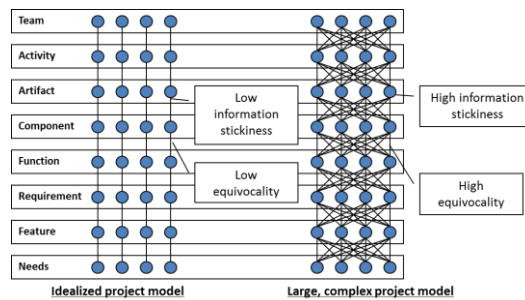 Team
Activity
Artifact
Component
Function
Requirement
Feature
Needs
Low
information
stickiness
Low
equivocality
High information
stickiness
High
equivocality
Idealized project model
Large, complex project model